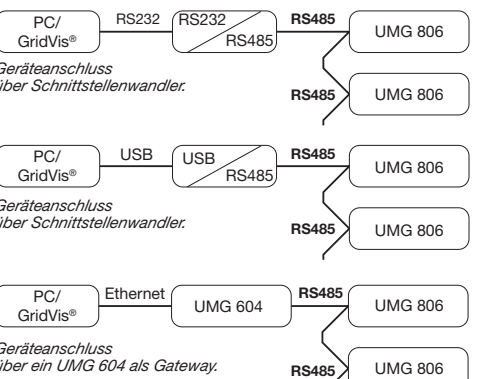 PC/ RS232 RS232 RS485 UMG 806
GridVis® RS485
Geräteanschluss
über Schnittstellenwandler.
RS485 UMG 806
PC/ USB USB RS485 UMG 806
GridVis® RS485
Geräteanschluss
über Schnittstellenwandler.
RS485 UMG 806
PC/ Ethernet UMG 604 RS485 UMG 806
GridVis®
Geräteanschluss
über ein UMG 604 als Gateway.
RS485 UMG 806